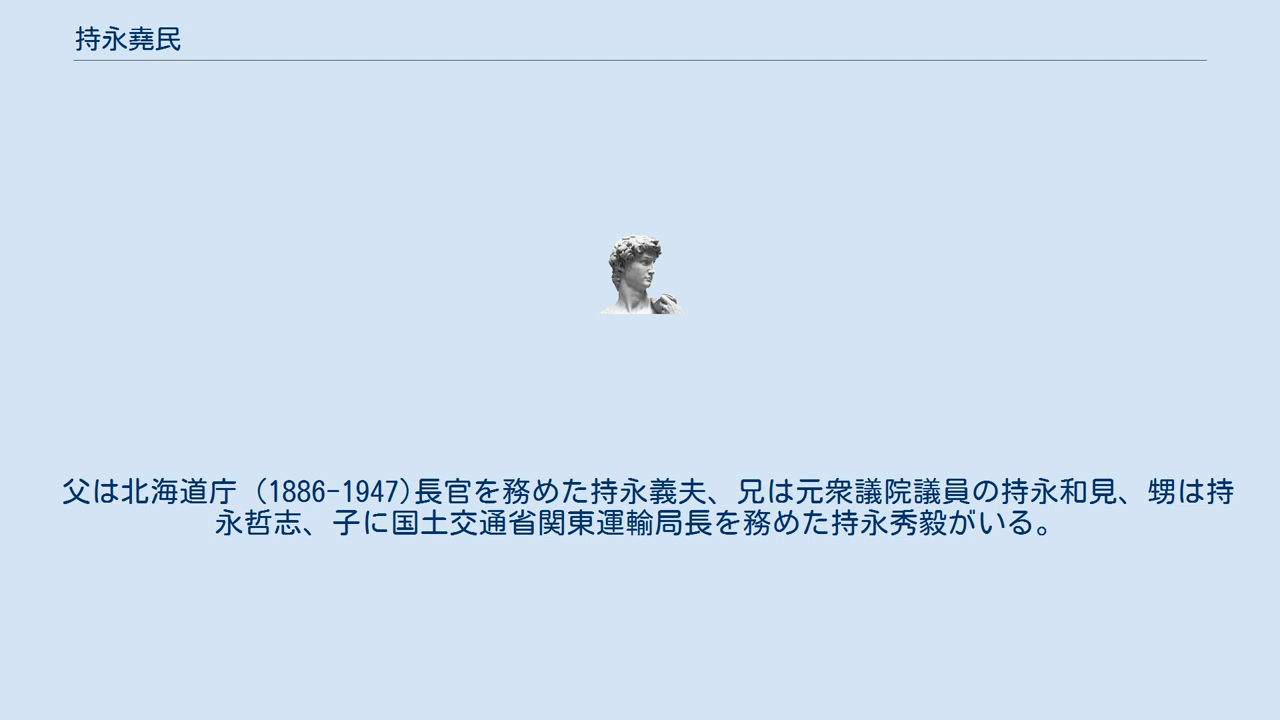 持永堯民
父は北海道庁 (1886-1947)長官を務めた持永義夫、兄は元衆議院議員の持永和見、甥は持
永哲志、子に国土交通省関東運輸局長を務めた持永秀毅がいる。